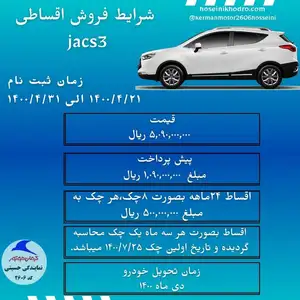 hoseinikhodro.com
@kermanmotor2606hosseini
شرایط فروش اقساطی
jacs3
زمان ثبت نام
۱۴۰۰/۴/۲۱ الی ۱۴۰۰/۴/۳۱
قیمت
۵,۰۹۰,۰۰۰,۰۰۰ ریال
پیش پرداخت
مبلغ ۱,۰۹۰,۰۰۰,۰۰۰ ریال
اقساط ۲۴ماهه بصورت ۸چک،هر چک به
مبلغ ۵۰۰,۰۰۰,۰۰۰ ریال
اقساط بصورت هر سه ماه یک چک محاسبه
گردیده و تاریخ اولین چک ۱۴۰۰/۷/۲۵ میباشد.
زمان تحویل خودرو
دی ماه ۱۴۰۰
کرمان موتور
نمایندگی حسینی
کد ۲۶۰۶